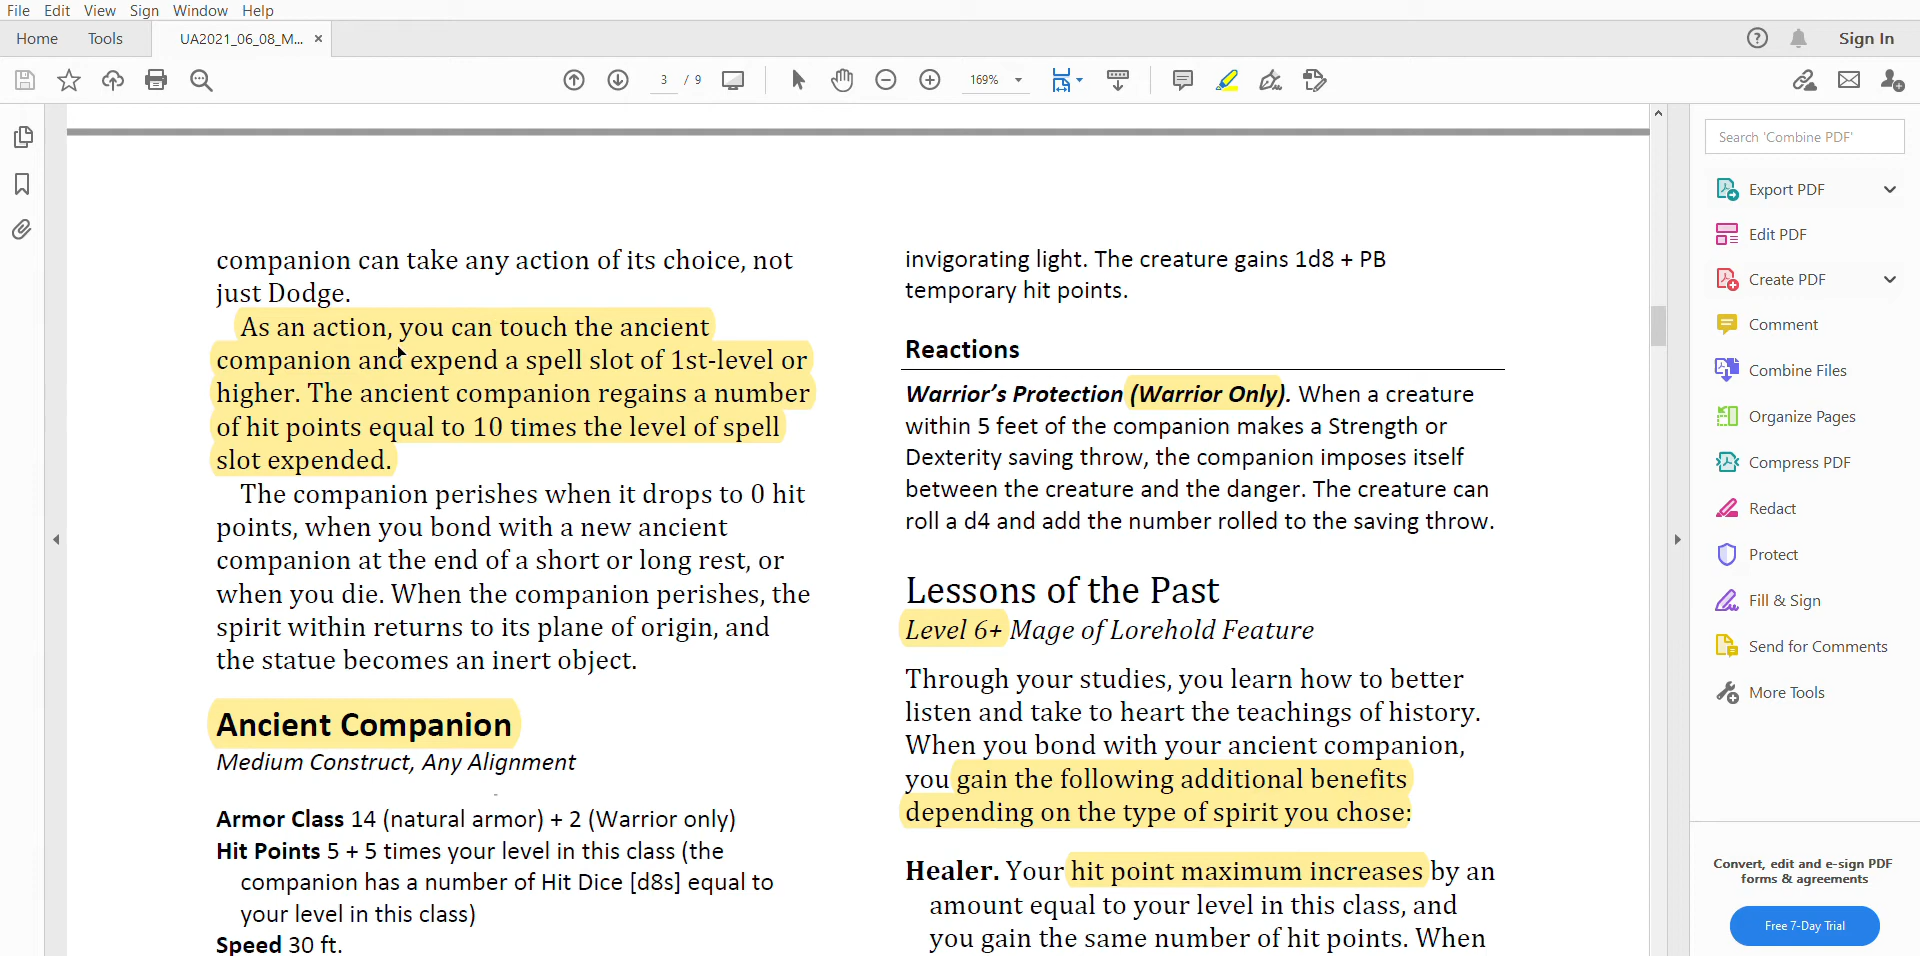 File Edit View Sign Window Help
Home Tools UA2021_06_08_M... × Sign In
3 / 9 169%
companion can take any action of its choice, not
just Dodge.
As an action, you can touch the ancient
companion and expend a spell slot of 1st-level or
higher. The ancient companion regains a number
of hit points equal to 10 times the level of spell
slot expended.
The companion perishes when it drops to 0 hit
points, when you bond with a new ancient
companion at the end of a short or long rest, or
when you die. When the companion perishes, the
spirit within returns to its plane of origin, and
the statue becomes an inert object.
Ancient Companion
Medium Construct, Any Alignment
Armor Class 14 (natural armor) + 2 (Warrior only)
Hit Points 5 + 5 times your level in this class (the
companion has a number of Hit Dice [d8s] equal to
your level in this class)
Speed 30 ft.
invigorating light. The creature gains 1d8 + PB
temporary hit points.
Reactions
Warrior's Protection (Warrior Only). When a creature
within 5 feet of the companion makes a Strength or
Dexterity saving throw, the companion imposes itself
between the creature and the danger. The creature can
roll a d4 and add the number rolled to the saving throw.
Lessons of the Past
Level 6+ Mage of Lorehold Feature
Through your studies, you learn how to better
listen and take to heart the teachings of history.
When you bond with your ancient companion,
you gain the following additional benefits
depending on the type of spirit you chose:
Healer. Your hit point maximum increases by an
amount equal to your level in this class, and
you gain the same number of hit points. When
Search 'Combine PDF'
Export PDF
Edit PDF
Create PDF
Comment
Combine Files
Organize Pages
Compress PDF
Redact
Protect
Fill & Sign
Send for Comments
More Tools
Convert, edit and e-sign PDF
forms & agreements
Free 7-Day Trial